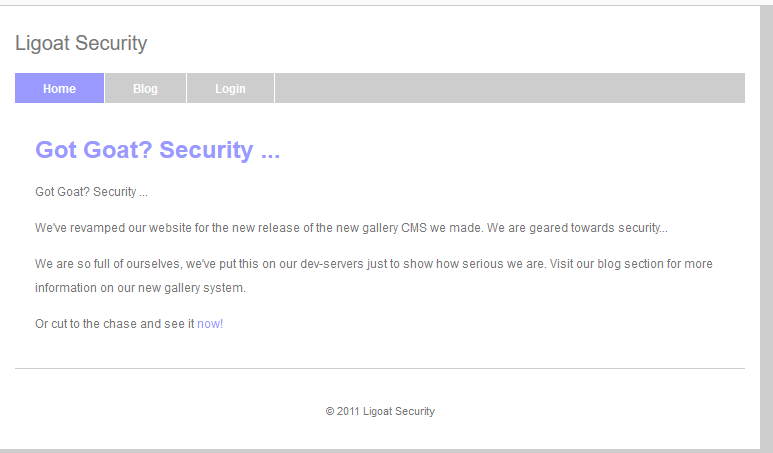 Ligoat Security
Home Blog Login
Got Goat? Security ...
Got Goat? Security ...
We've revamped our website for the new release of the new gallery CMS we made. We are geared towards security...
We are so full of ourselves, we've put this on our dev-servers just to show how serious we are. Visit our blog section for more
information on our new gallery system.
Or cut to the chase and see it now!
© 2011 Ligoat Security